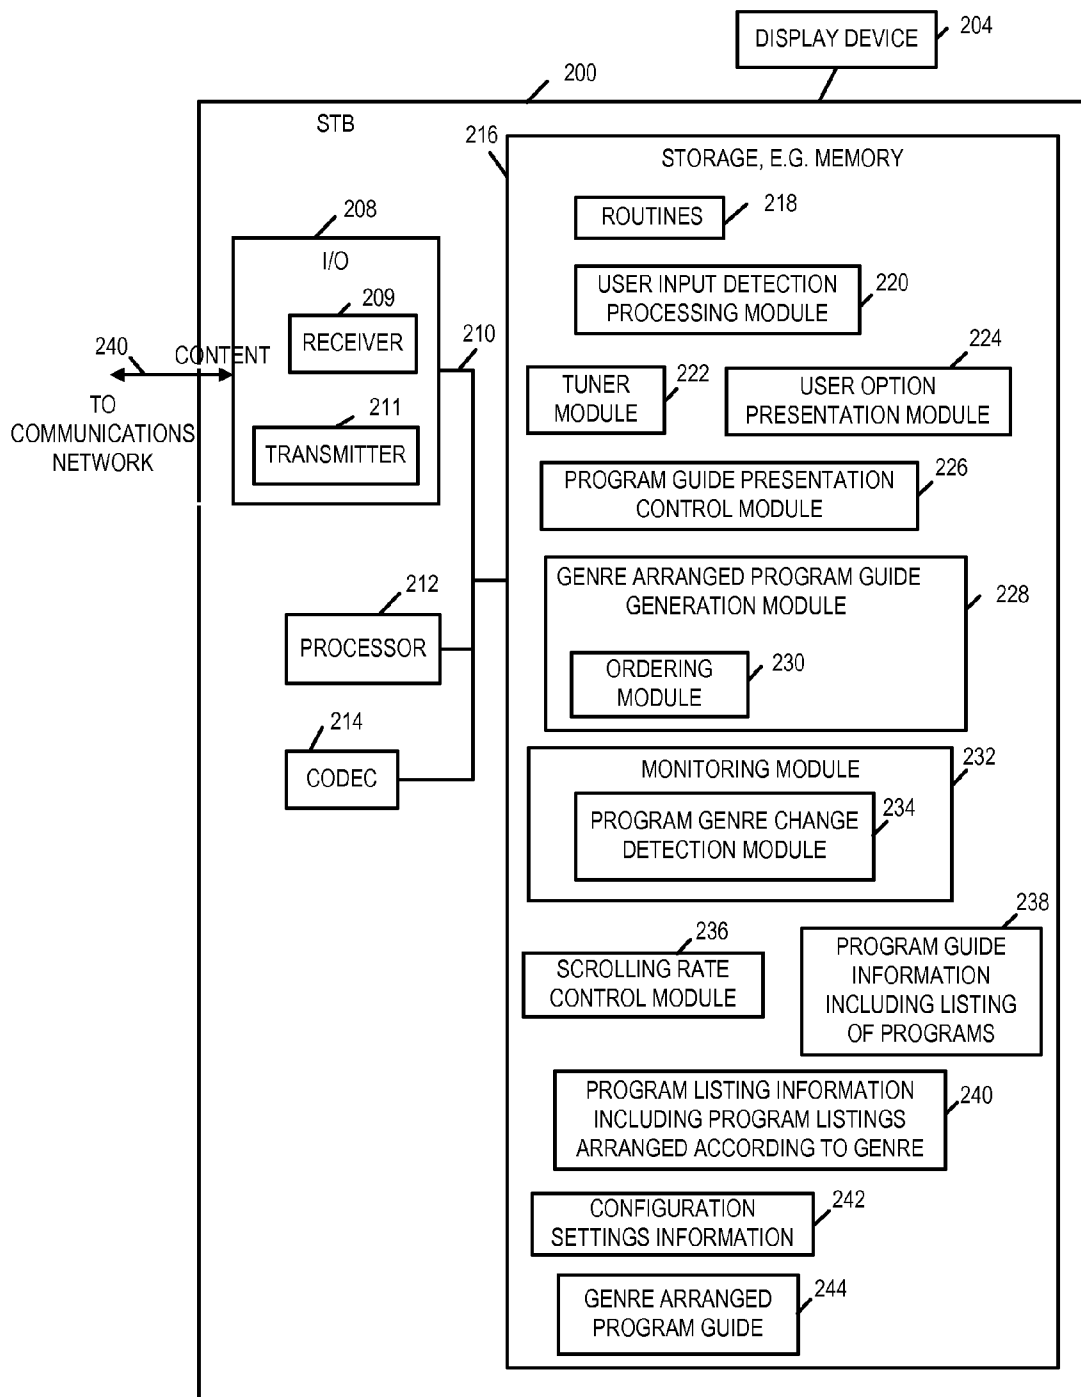 DISPLAY DEVICE
204
200
STB
216
STORAGE, E.G. MEMORY
ROUTINES
218
208
I/O
USER INPUT DETECTION
PROCESSING MODULE
220
209
RECEIVER
210
240
CONTENT
TO
COMMUNICATIONS
NETWORK
211
TRANSMITTER
TUNER
MODULE
222
224
USER OPTION
PRESENTATION MODULE
PROGRAM GUIDE PRESENTATION
CONTROL MODULE
226
GENRE ARRANGED PROGRAM GUIDE
GENERATION MODULE
228
ORDERING
MODULE
230
212
PROCESSOR
214
CODEC
MONITORING MODULE
232
PROGRAM GENRE CHANGE
DETECTION MODULE
234
236
SCROLLING RATE
CONTROL MODULE
238
PROGRAM GUIDE
INFORMATION
INCLUDING LISTING
OF PROGRAMS
PROGRAM LISTING INFORMATION
INCLUDING PROGRAM LISTINGS
ARRANGED ACCORDING TO GENRE
240
CONFIGURATION
SETTINGS INFORMATION
242
GENRE ARRANGED
PROGRAM GUIDE
244